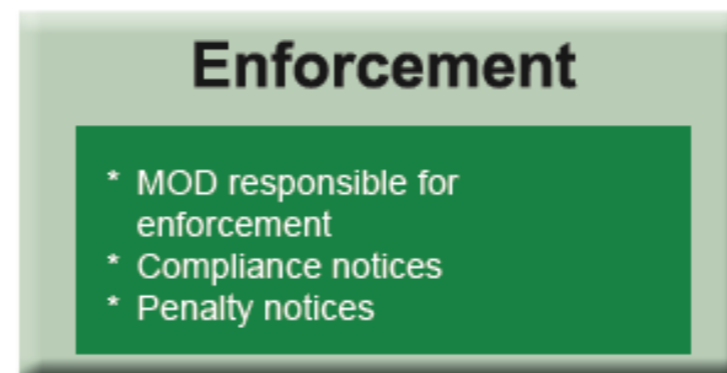 Enforcement
* MOD responsible for
enforcement
* Compliance notices
* Penalty notices